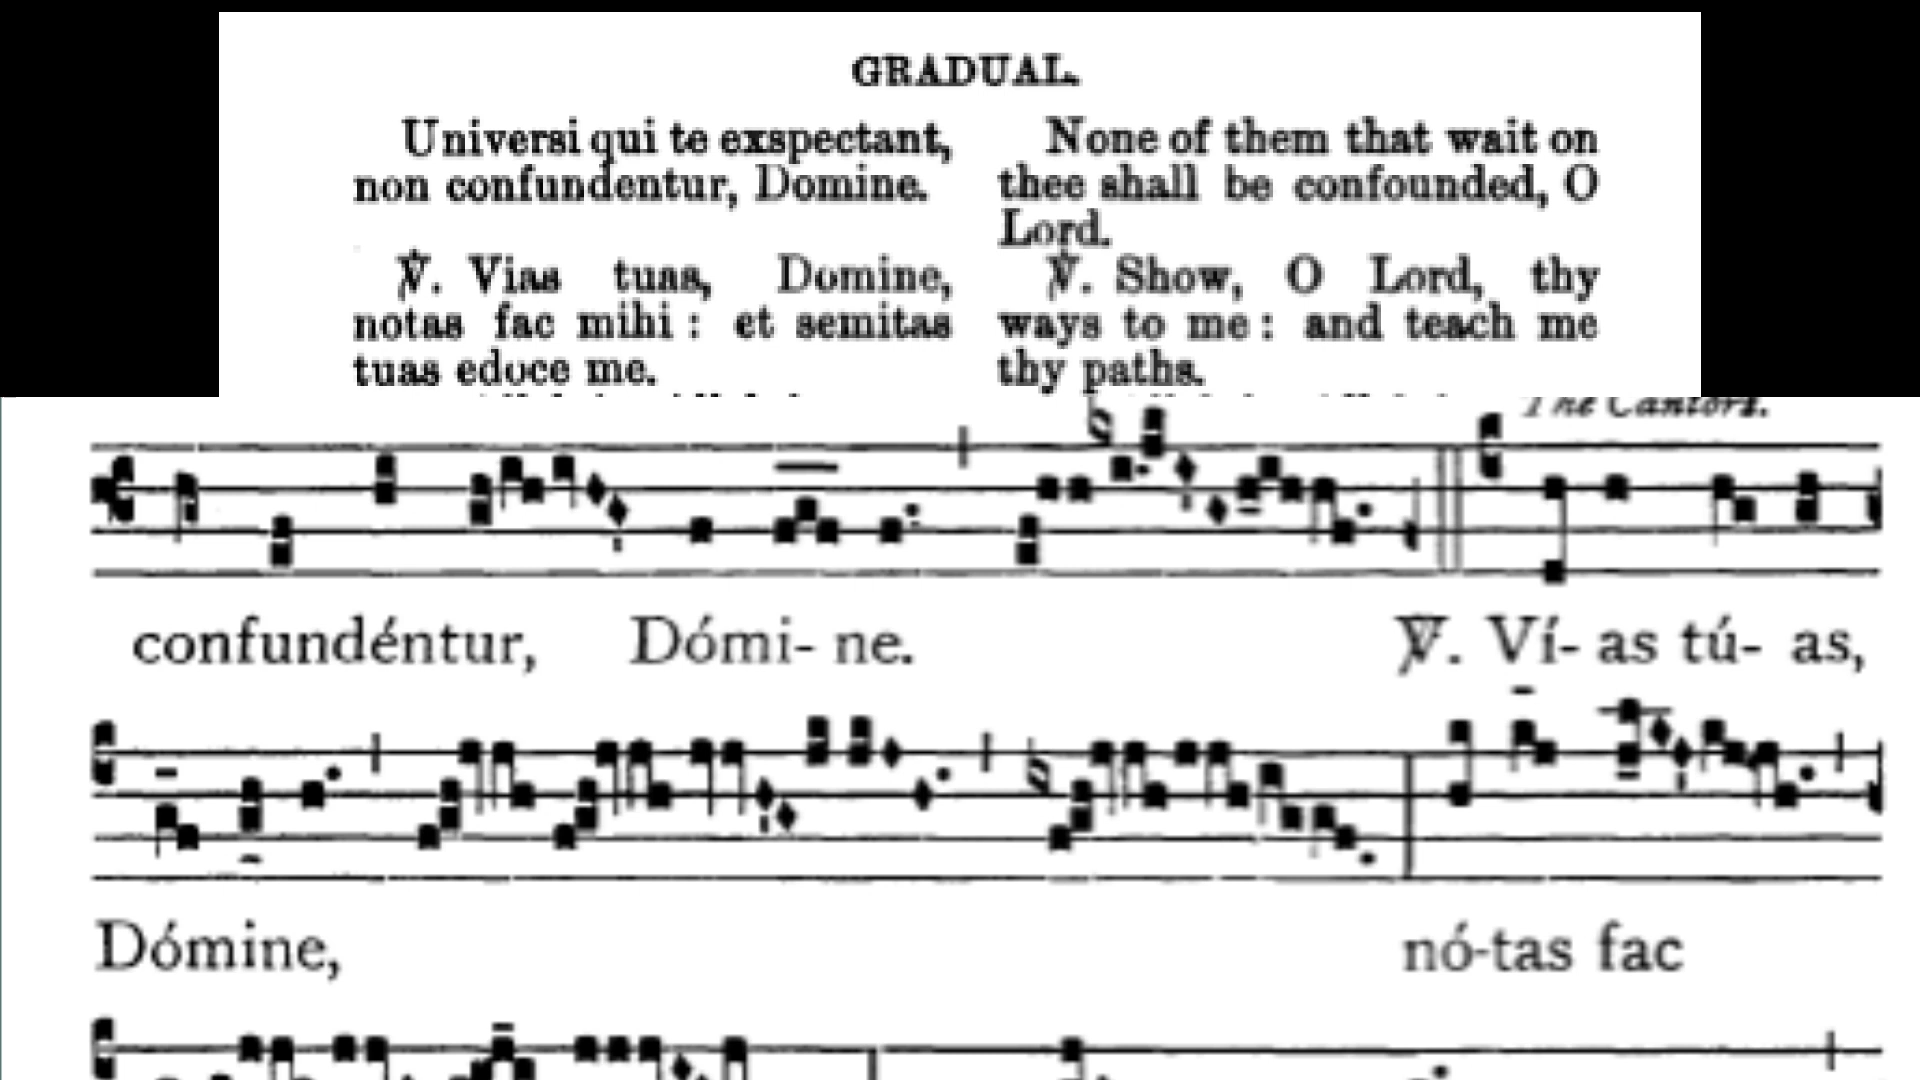 GRADUAL.
Universi qui te exspectant,
non confundentur, Domine.
℣. Vias tuas, Domine,
notas fac mihi : et semitas
tuas educe me.
None of them that wait on
thee shall be confounded, O
Lord.
℣. Show, O Lord, thy
ways to me : and teach me
thy paths.
The Cantors.
confundéntur, Dómi- ne. ℣. Ví- as tú- as,
Dómine, nó-tas fac